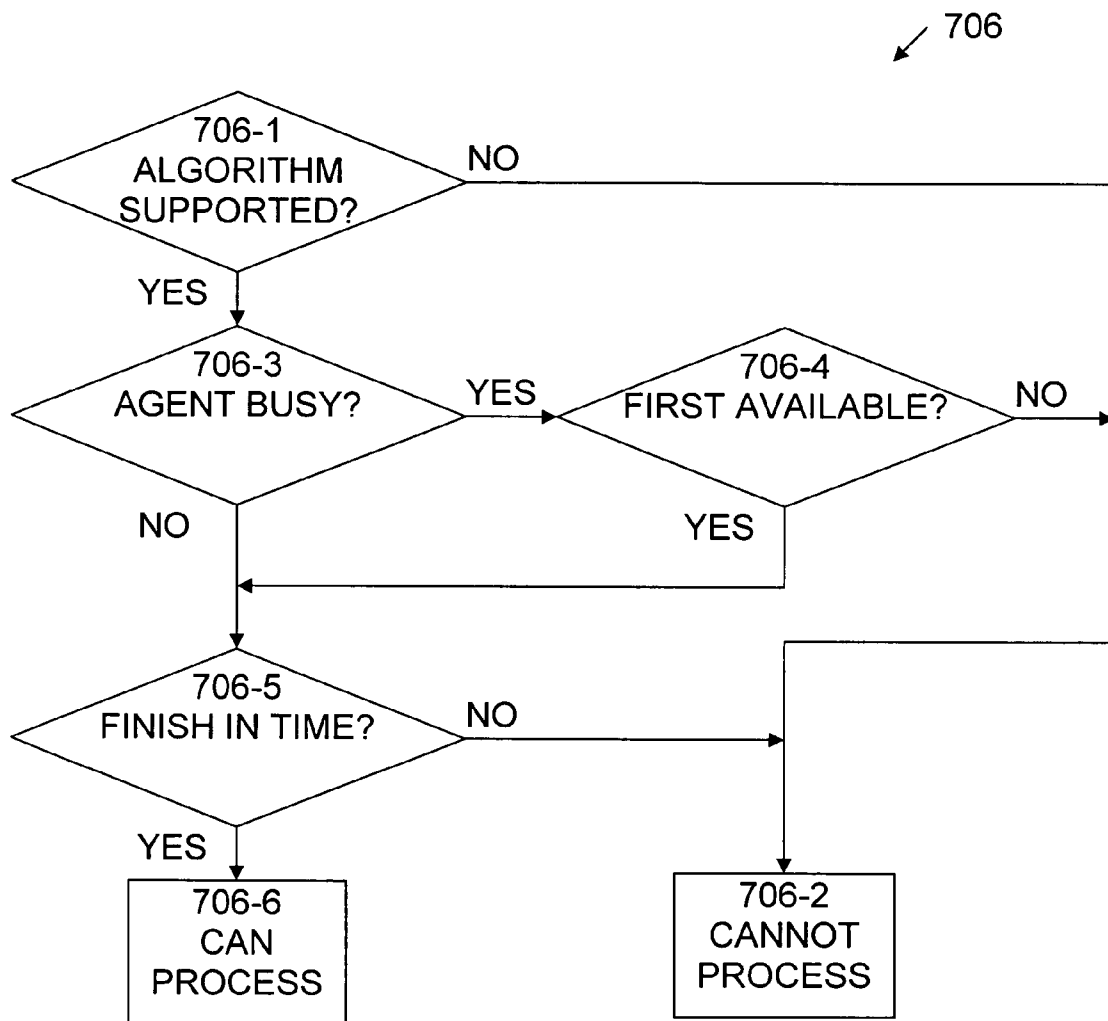 706
706-1
ALGORITHM
SUPPORTED?
NO
YES
706-3
AGENT BUSY?
YES
706-4
FIRST AVAILABLE?
NO
NO
YES
706-5
FINISH IN TIME?
NO
YES
706-6
CAN
PROCESS
706-2
CANNOT
PROCESS